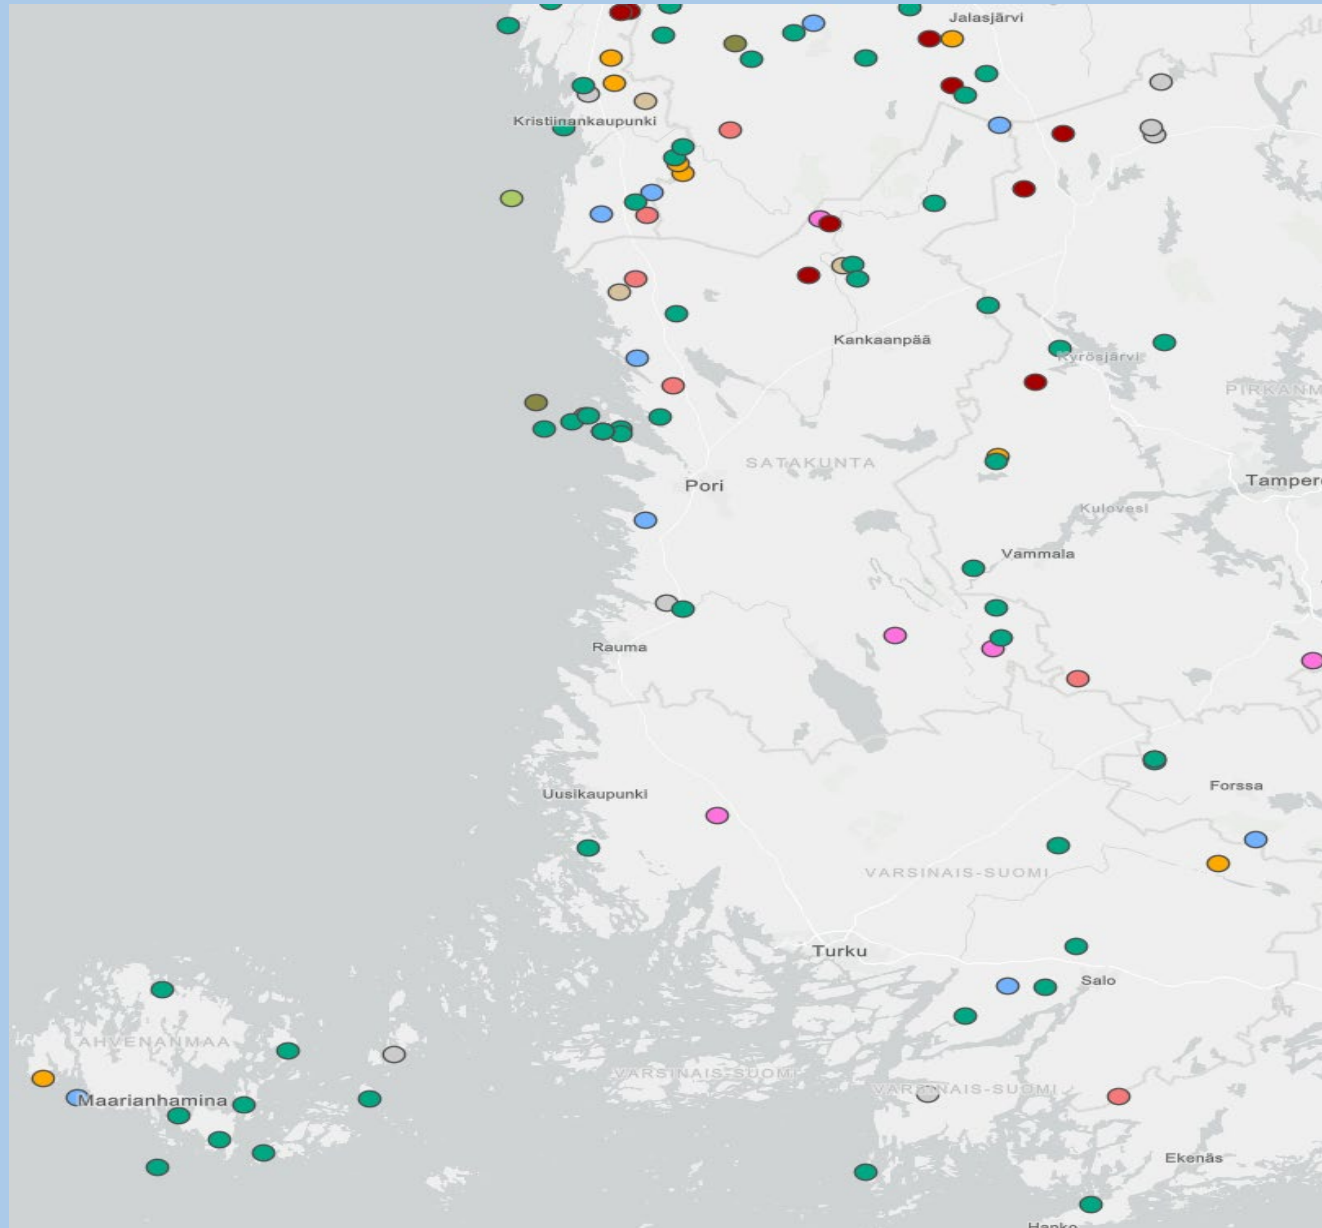 Jalasjärvi
Kristiinankaupunki
Kankaanpää
Kyrösjärvi
PIRKANM
SATAKUNTA
Tampere
Pori
Kulovesi
Vammala
Rauma
Forssa
Uusikaupunki
VARSINAIS-SUOMI
Turku
Salo
AHVENANMAA
VARSINAIS-SUOMI
VARSINAIS-SUOMI
Maarianhamina
Ekenäs
Hanko